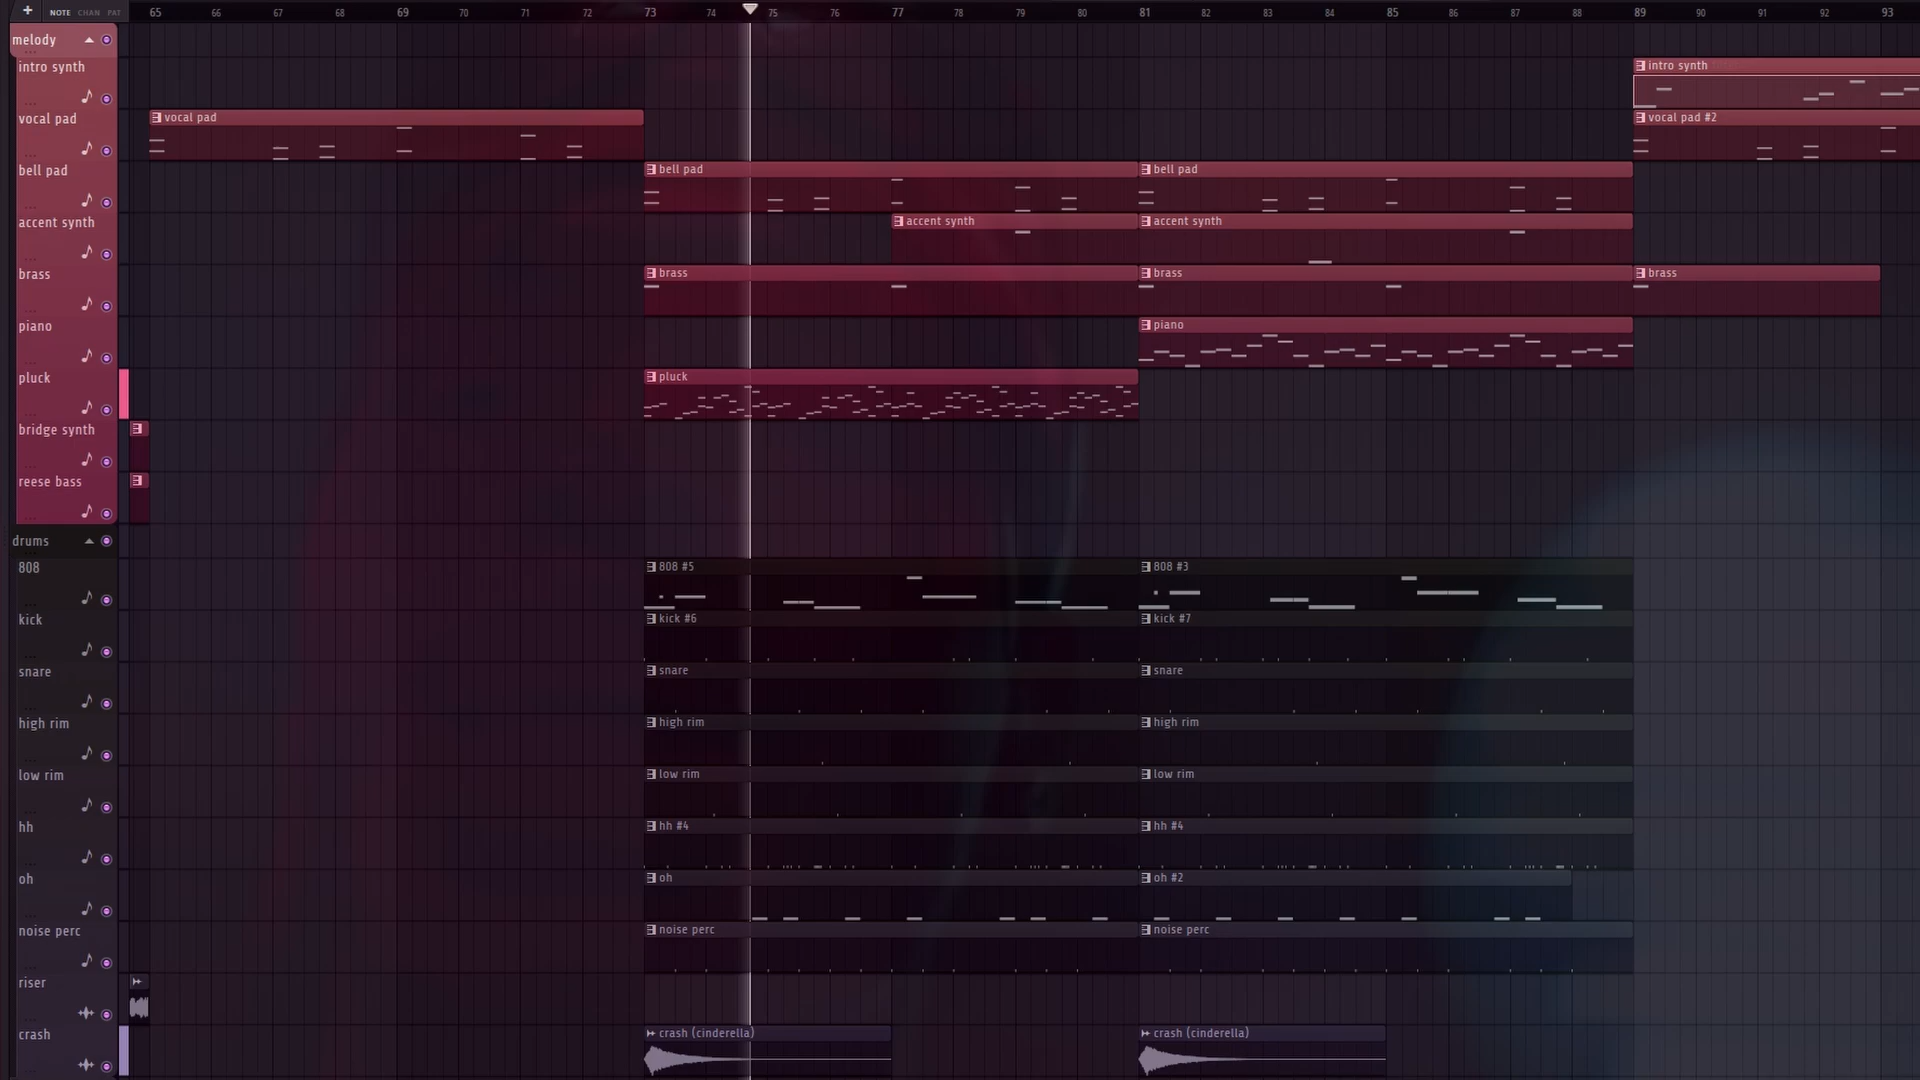 + NOTE CHAN PAT 65 66 67 68 69 70 71 72 73 74 75 76 77 78 79 80 81 82 83 84 85 86 87 88 89 90 91 92 93
melody
intro synth intro synth
vocal pad vocal pad vocal pad #2
bell pad bell pad bell pad
accent synth accent synth accent synth
brass brass brass brass
piano piano
pluck pluck
bridge synth
reese bass
drums
808 808 #5 808 #3
kick kick #6 kick #7
snare snare snare
high rim high rim high rim
low rim low rim low rim
hh hh #4 hh #4
oh oh oh #2
noise perc noise perc noise perc
riser
crash crash (cinderella) crash (cinderella)